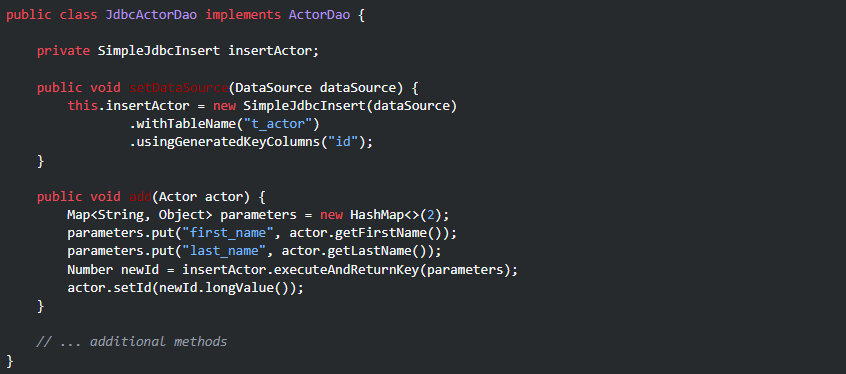 public class JdbcActorDao implements ActorDao {
private SimpleJdbcInsert insertActor;
public void setDataSource(DataSource dataSource) {
this.insertActor = new SimpleJdbcInsert(dataSource)
.withTableName("t_actor")
.usingGeneratedKeyColumns("id");
}
public void add(Actor actor) {
Map<String, Object> parameters = new HashMap<>(2);
parameters.put("first_name", actor.getFirstName());
parameters.put("last_name", actor.getLastName());
Number newId = insertActor.executeAndReturnKey(parameters);
actor.setId(newId.longValue());
}
// ... additional methods
}